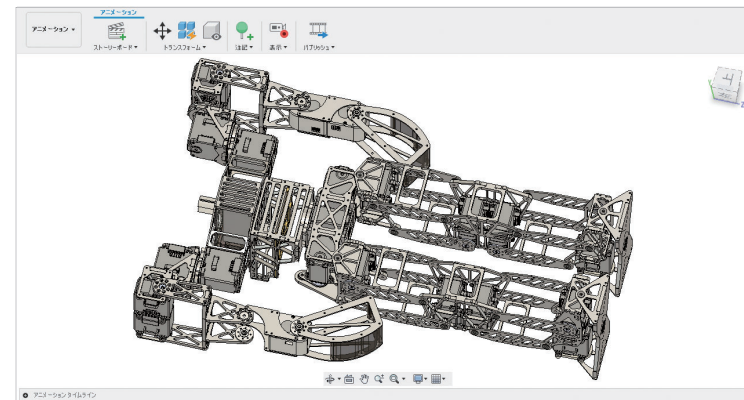 アニメーション
アニメーション ▾
ストーリーボード ▾
トランスフォーム ▾
注記 ▾
表示 ▾
パブリッシュ ▾
アニメーション タイムライン